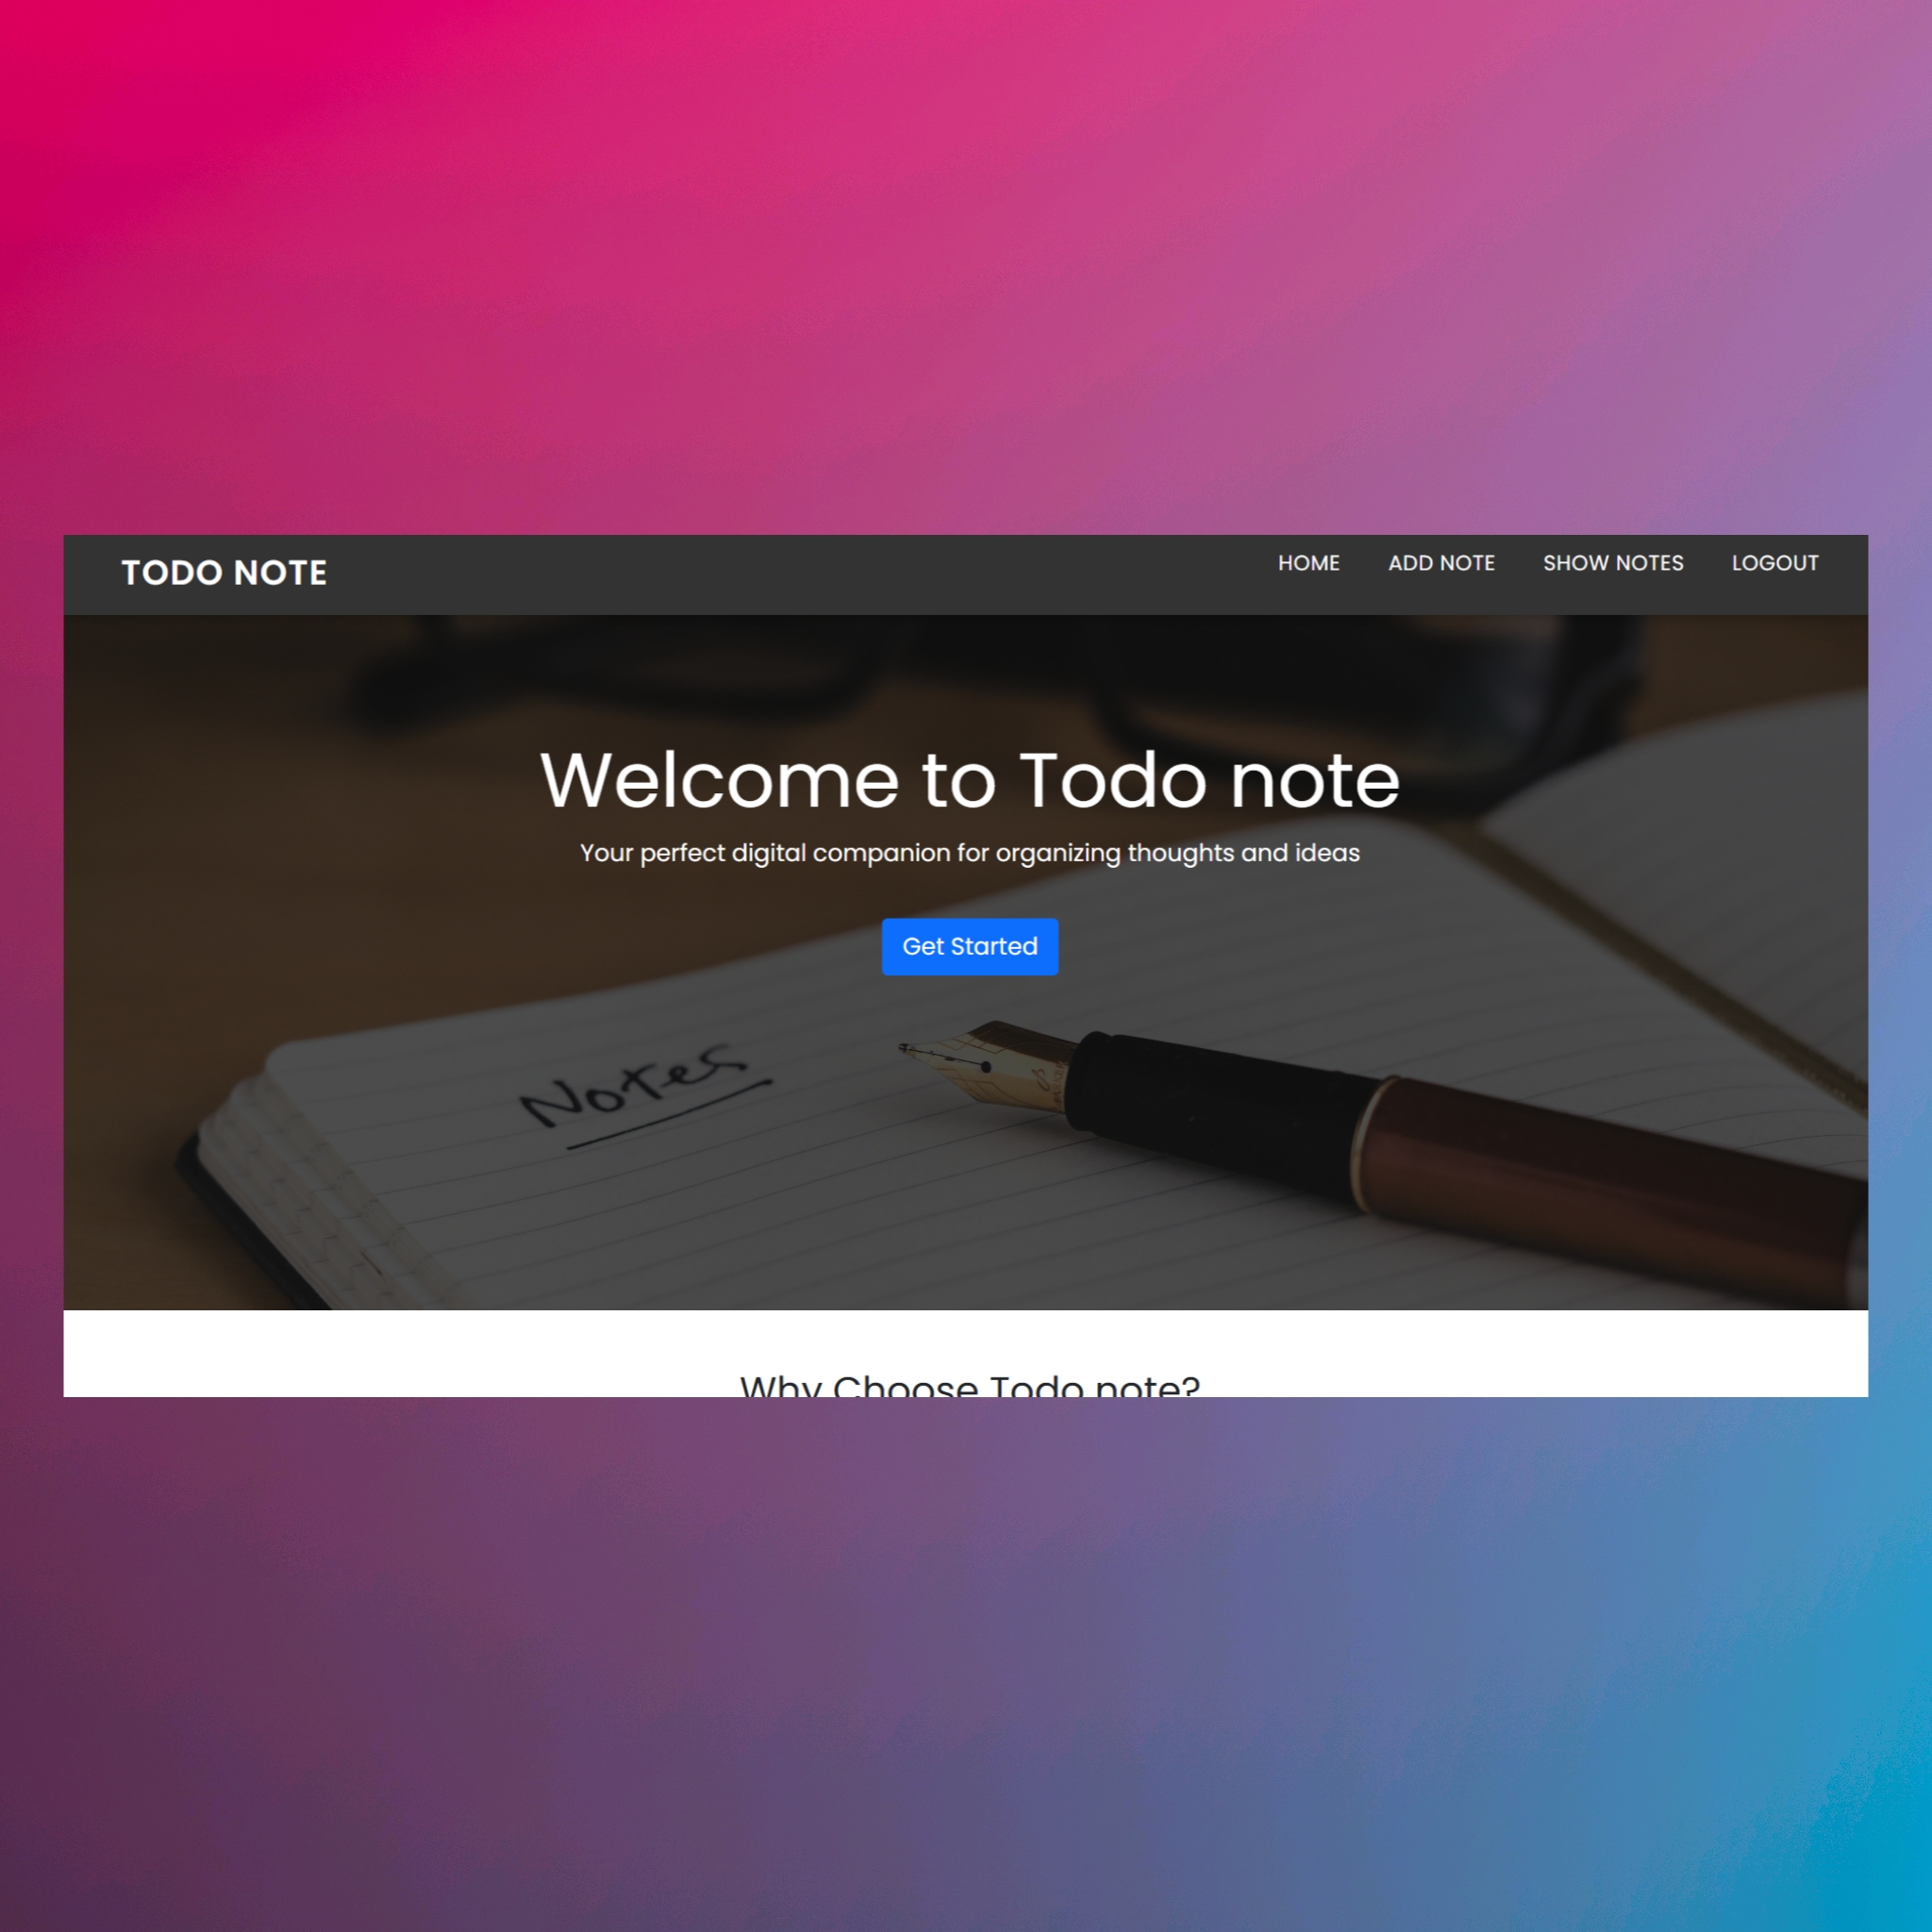 TODO NOTE
HOME ADD NOTE SHOW NOTES LOGOUT
Welcome to Todo note
Your perfect digital companion for organizing thoughts and ideas
Get Started
Notes
Why Choose Todo note?